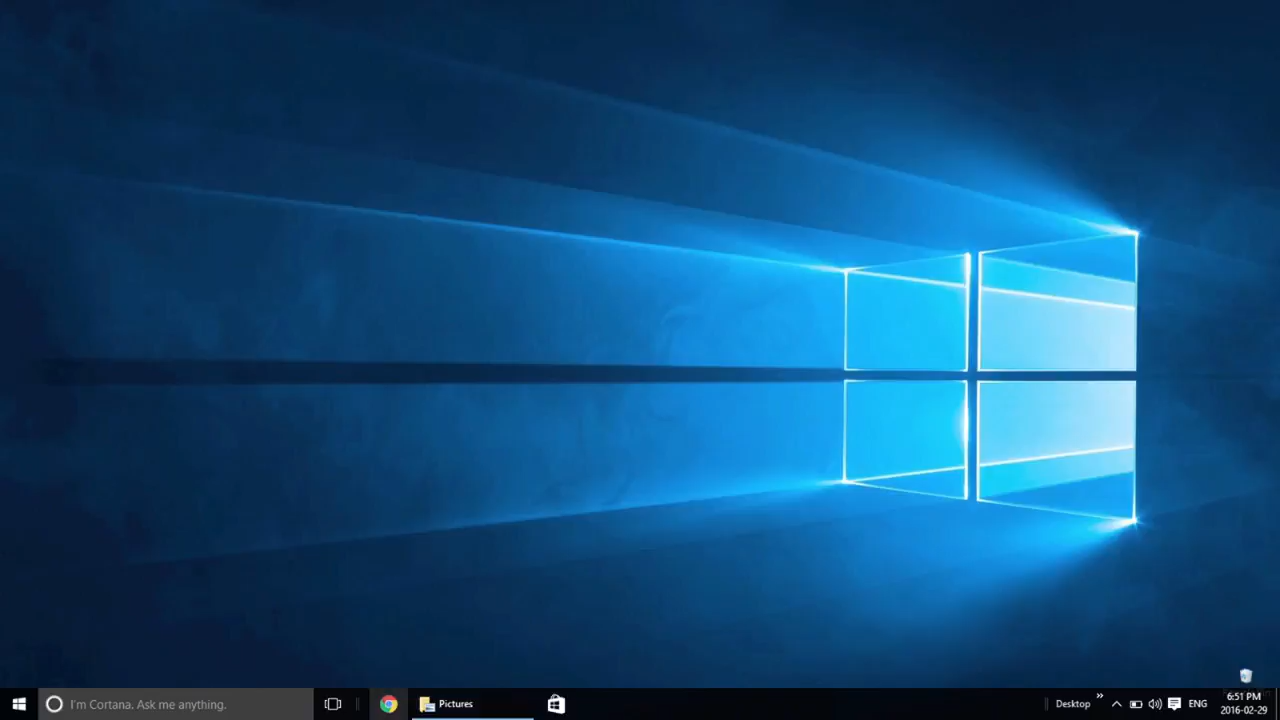 I'm Cortana. Ask me anything.
Pictures
Desktop
ENG
6:51 PM
2016-02-29